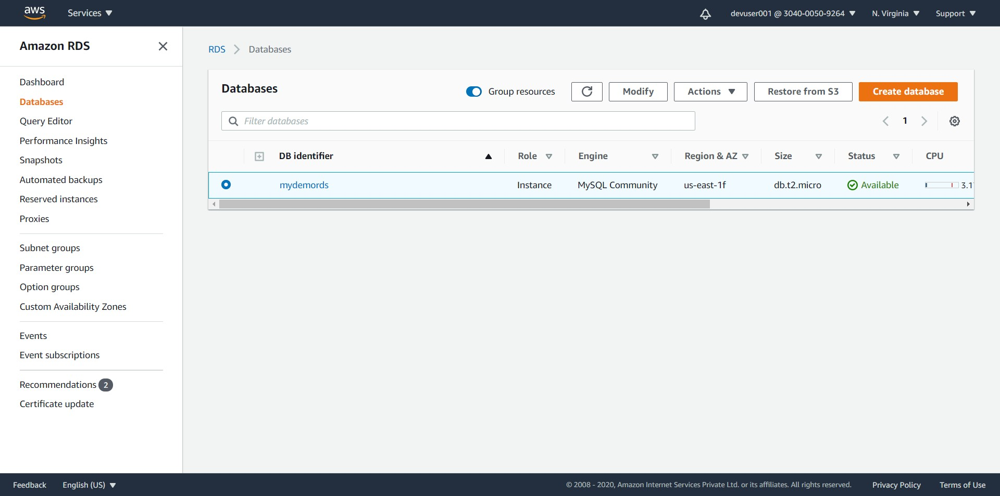 aws Services devuser001 @ 3040-0050-9264 N. Virginia Support
Amazon RDS
Dashboard
Databases
Query Editor
Performance Insights
Snapshots
Automated backups
Reserved instances
Proxies
Subnet groups
Parameter groups
Option groups
Custom Availability Zones
Events
Event subscriptions
Recommendations 2
Certificate update
RDS Databases
Databases
Group resources Modify Actions Restore from S3 Create database
Filter databases 1
DB identifier Role Engine Region & AZ Size Status CPU
mydemords Instance MySQL Community us-east-1f db.t2.micro Available 3.1
Feedback English (US) © 2008 - 2020, Amazon Internet Services Private Ltd. or its affiliates. All rights reserved. Privacy Policy Terms of Use